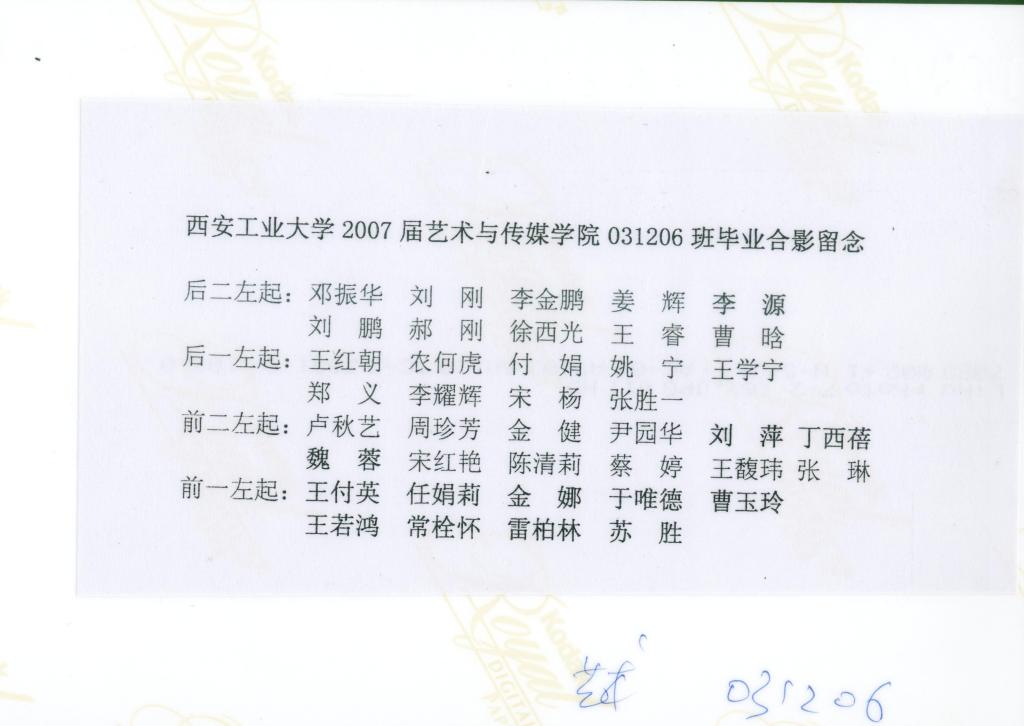 西安工业大学 2007 届艺术与传媒学院 031206 班毕业合影留念
后二左起：邓振华 刘 刚 李金鹏 姜 辉 李 源
刘 鹏 郝 刚 徐西光 王 睿 曹 晗
后一左起：王红朝 农何虎 付 娟 姚 宁 王学宁
郑 义 李耀辉 宋 杨 张胜一
前二左起：卢秋艺 周珍芳 金 健 尹园华 刘 萍 丁西蓓
魏 蓉 宋红艳 陈清莉 蔡 婷 王馥玮 张 琳
前一左起：王付英 任娟莉 金 娜 于唯德 曹玉玲
王若鸿 常栓怀 雷柏林 苏 胜
艺术 031206
Kodak
Royal
DIGITAL